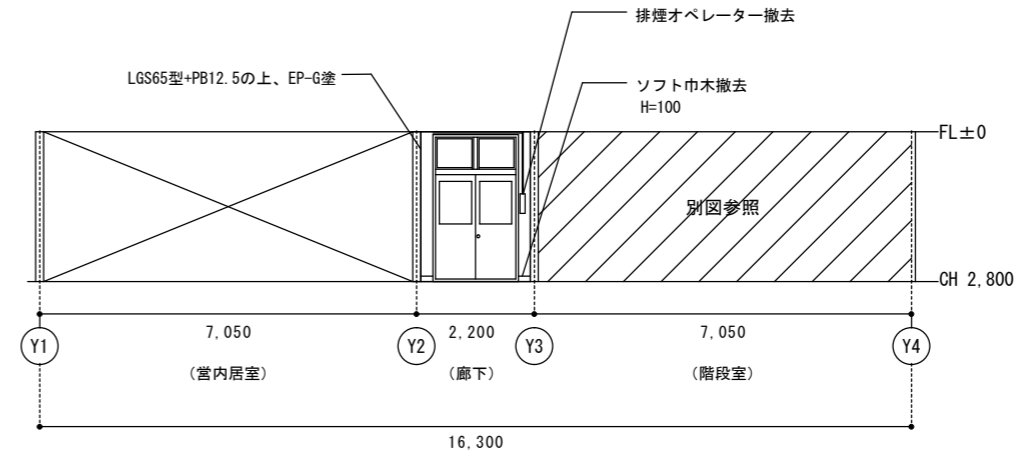 排煙オペレーター撤去
LGS65型+PB12.5の上、EP-G塗
ソフト巾木撤去
H=100
FL±0
別図参照
CH 2,800
7,050
2,200
7,050
Y1
Y2
Y3
Y4
(営内居室)
(廊下)
(階段室)
16,300